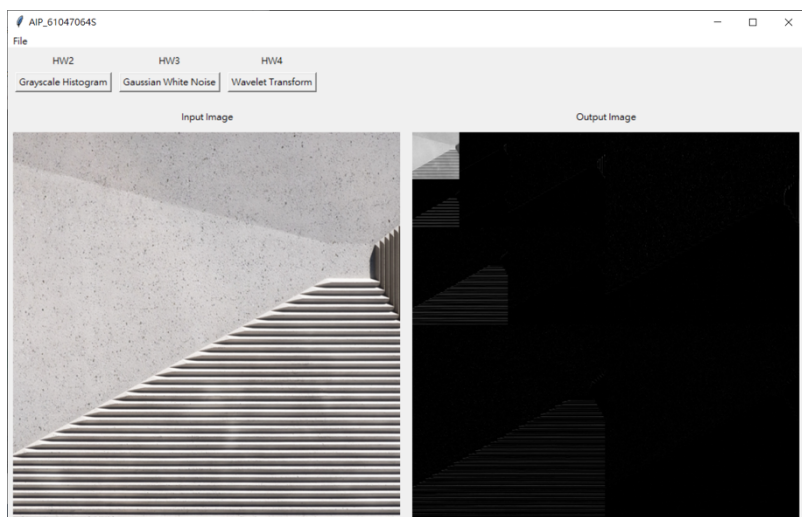 AIP_61047064S
File
HW2 HW3 HW4
Grayscale Histogram Gaussian White Noise Wavelet Transform
Input Image Output Image